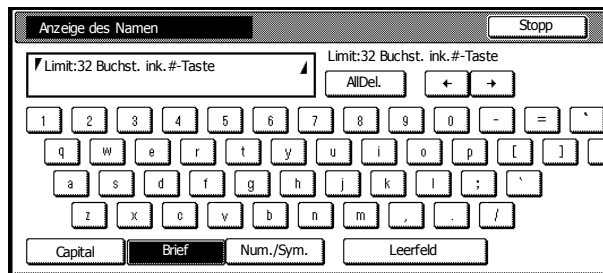 Anzeige des Namen Stopp
Limit:32 Buchst. ink.#-Taste
Limit:32 Buchst. ink.#-Taste
AllDel. ← →
1 2 3 4 5 6 7 8 9 0 - = `
q w e r t y u i o p [ ]
a s d f g h j k l ; `
z x c v b n m , . /
Capital Brief Num./Sym. Leerfeld